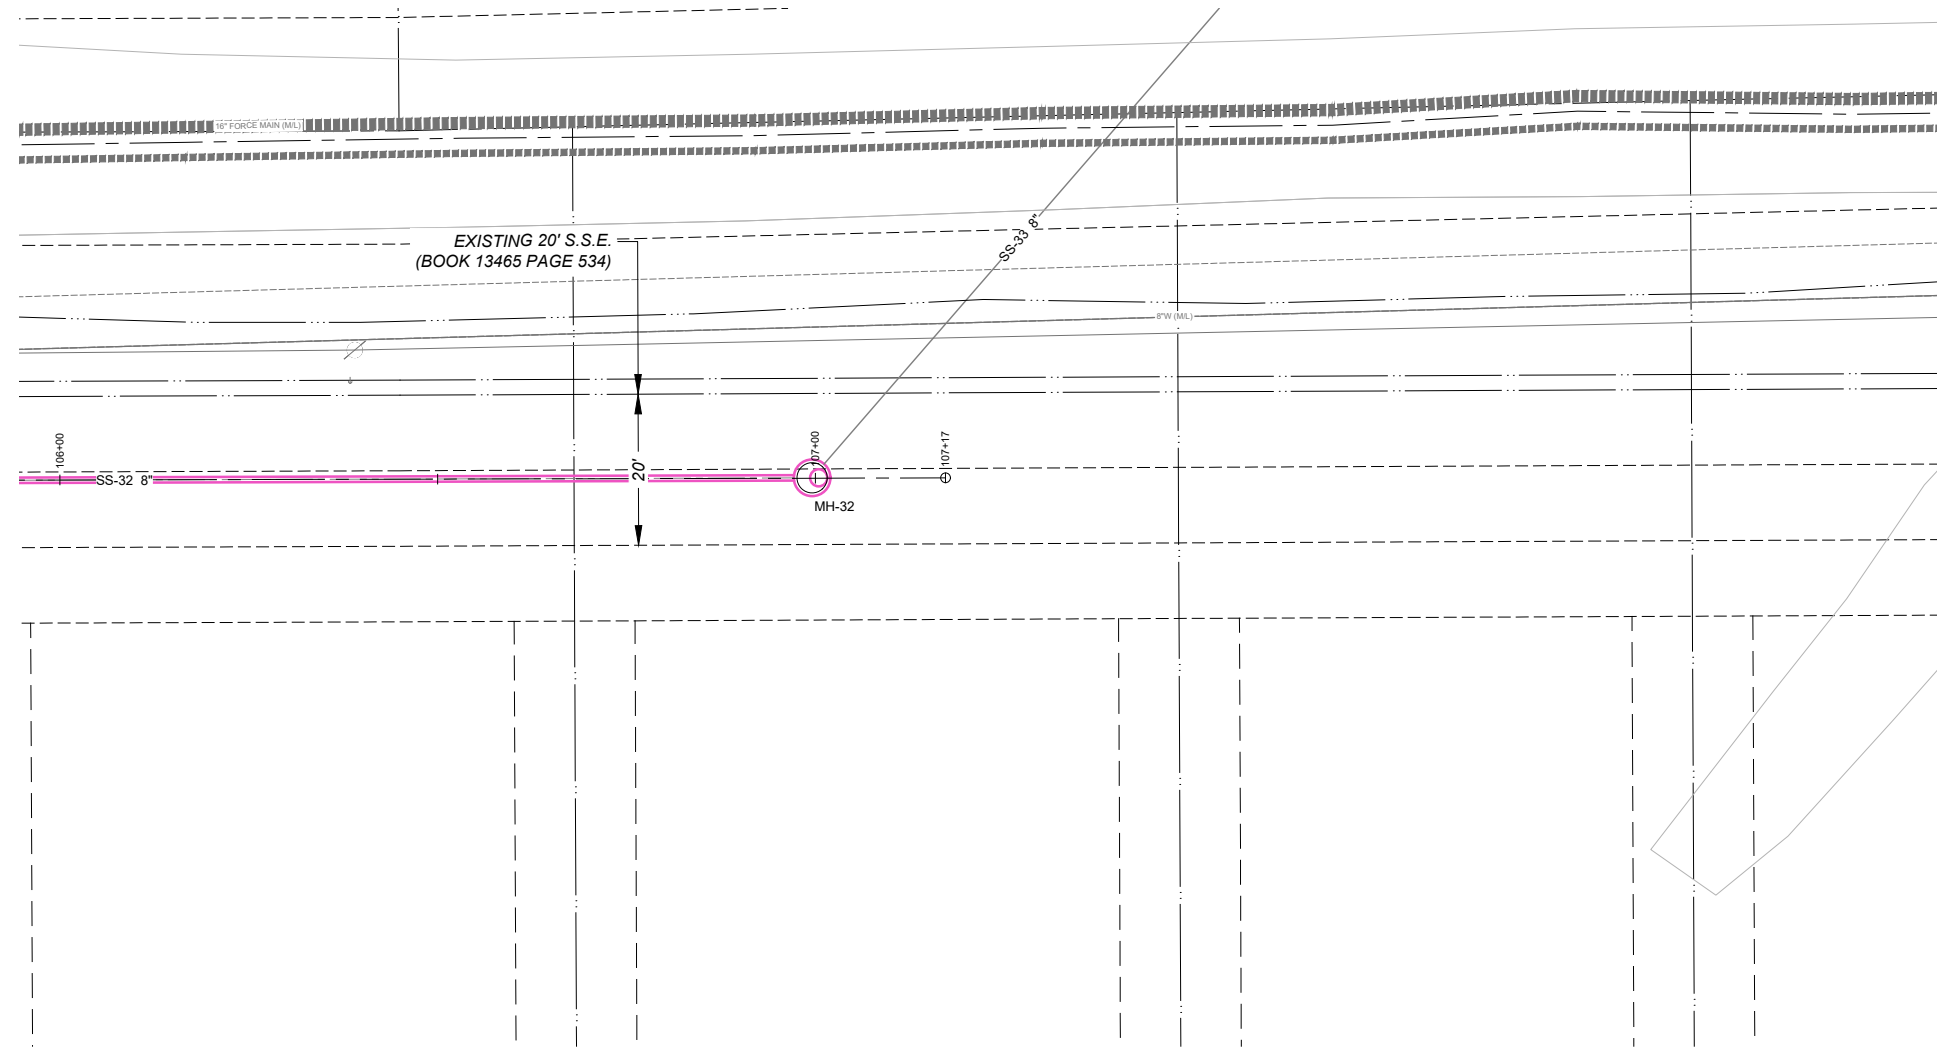 16" FORCE MAIN (M/L)
SS-33 8"
EXISTING 20' S.S.E.
(BOOK 13465 PAGE 534)
8"W (M/L)
106+00
107+00
107+17
SS-32 8"
20'
MH-32